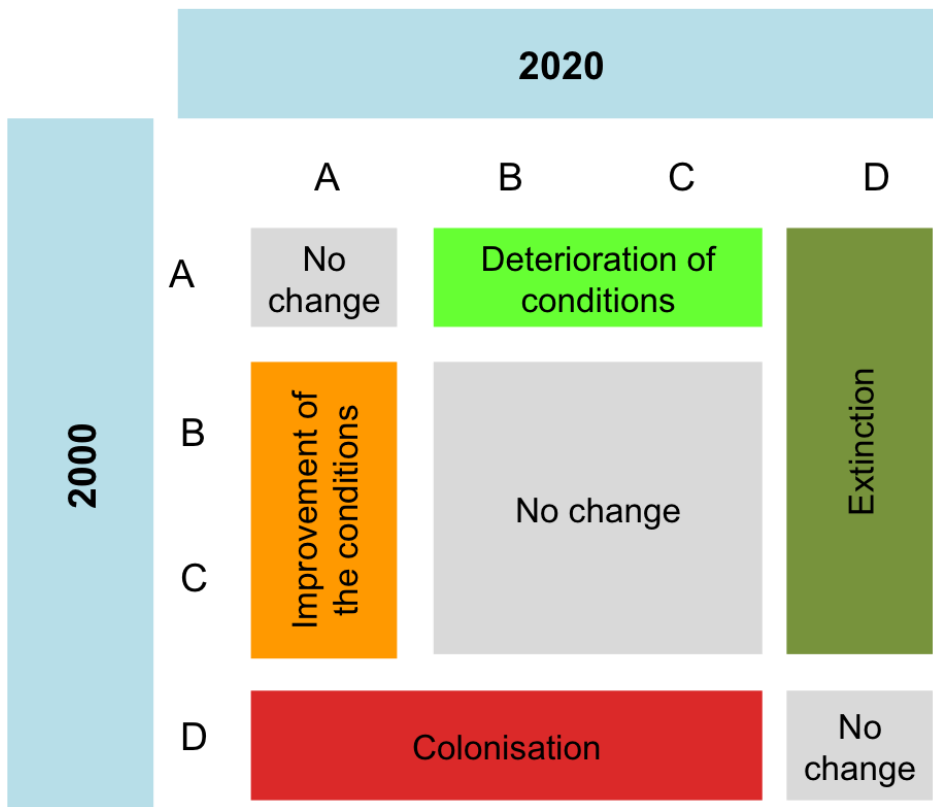 2020
A B C D
2000
A
No
change
Deterioration of
conditions
Extinction
B
Improvement of
the conditions
No change
C
D
Colonisation
No
change